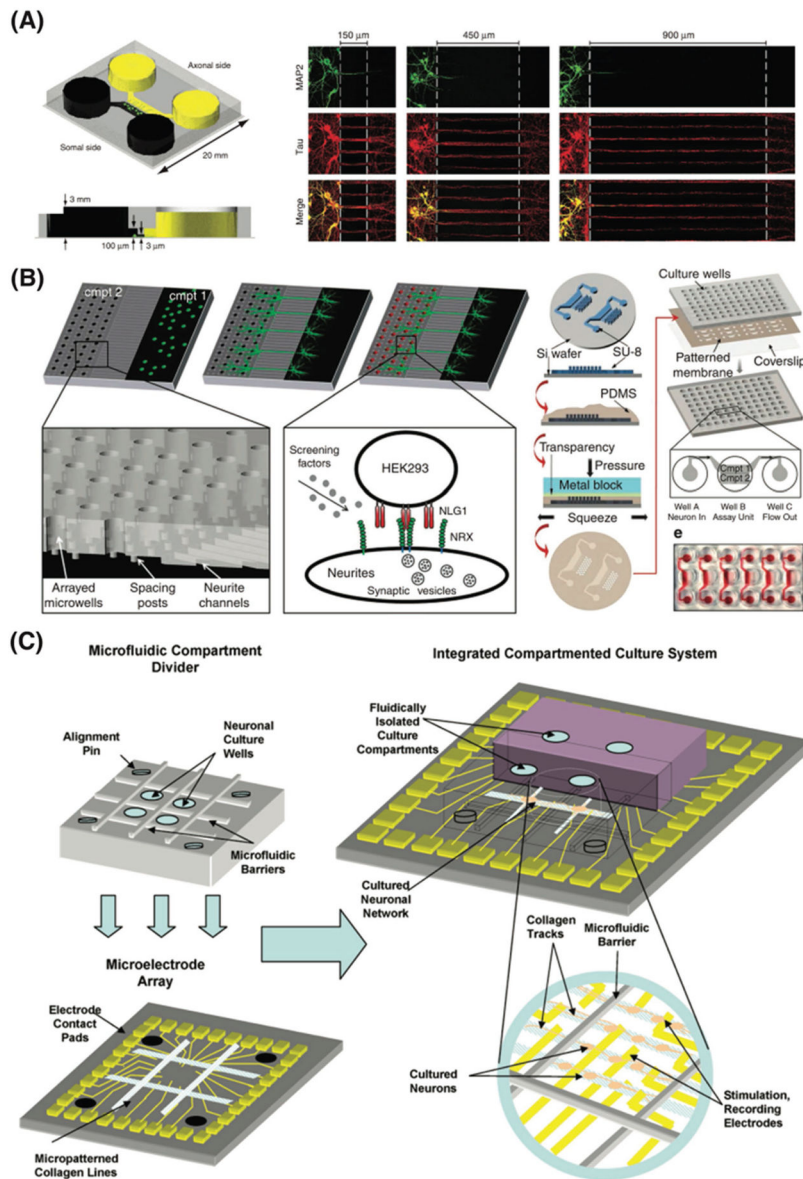 (A)
Axonal side
Somal side
20 mm
3 mm
100 μm
3 μm
150 μm
450 μm
900 μm
MAP2
Tau
Merge
(B)
cmpt 2
cmpt 1
Arrayed
microwells
Spacing
posts
Neurite
channels
Screening
factors
HEK293
NLG1
NRX
Neurites
Synaptic vesicles
Si wafer
SU-8
PDMS
Transparency
Pressure
Metal block
Squeeze
Culture wells
Patterned
membrane
Coverslip
Cmpt 1
Cmpt 2
Well A
Neuron In
Well B
Assay Unit
Well C
Flow Out
e
(C)
Microfluidic Compartment
Divider
Alignment
Pin
Neuronal
Culture
Wells
Microfluidic
Barriers
Microelectrode
Array
Electrode
Contact
Pads
Micropatterned
Collagen Lines
Integrated Compartmented Culture System
Fluidically
Isolated
Culture
Compartments
Cultured
Neuronal
Network
Collagen
Tracks
Microfluidic
Barrier
Cultured
Neurons
Stimulation,
Recording
Electrodes